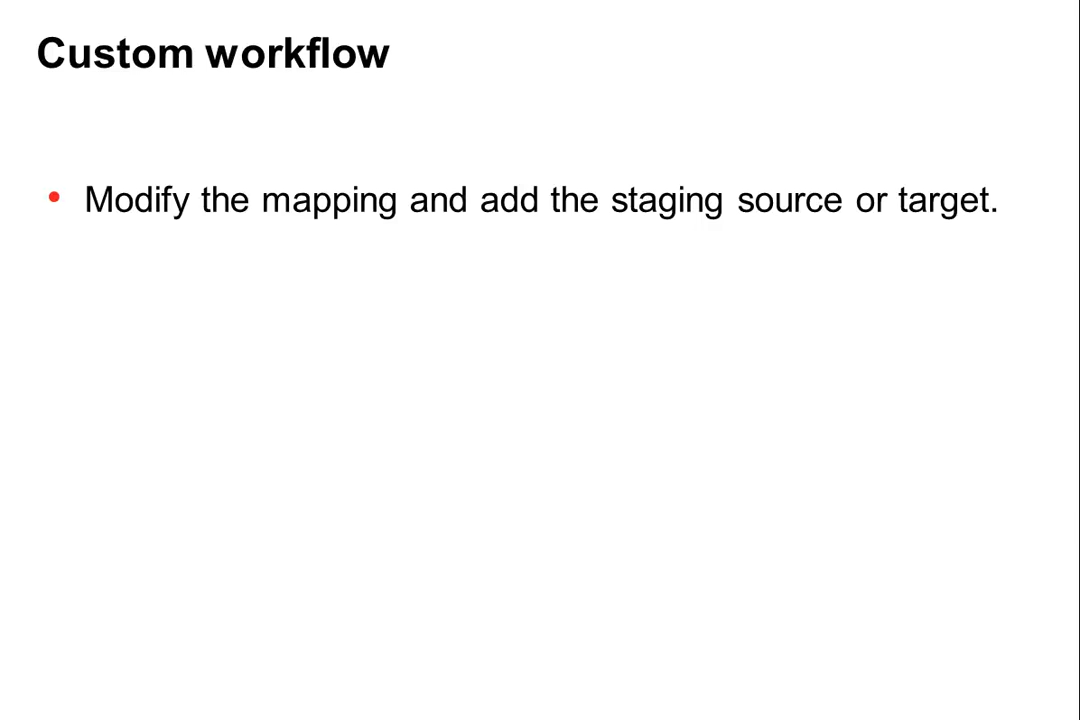 Custom workflow
• Modify the mapping and add the staging source or target.